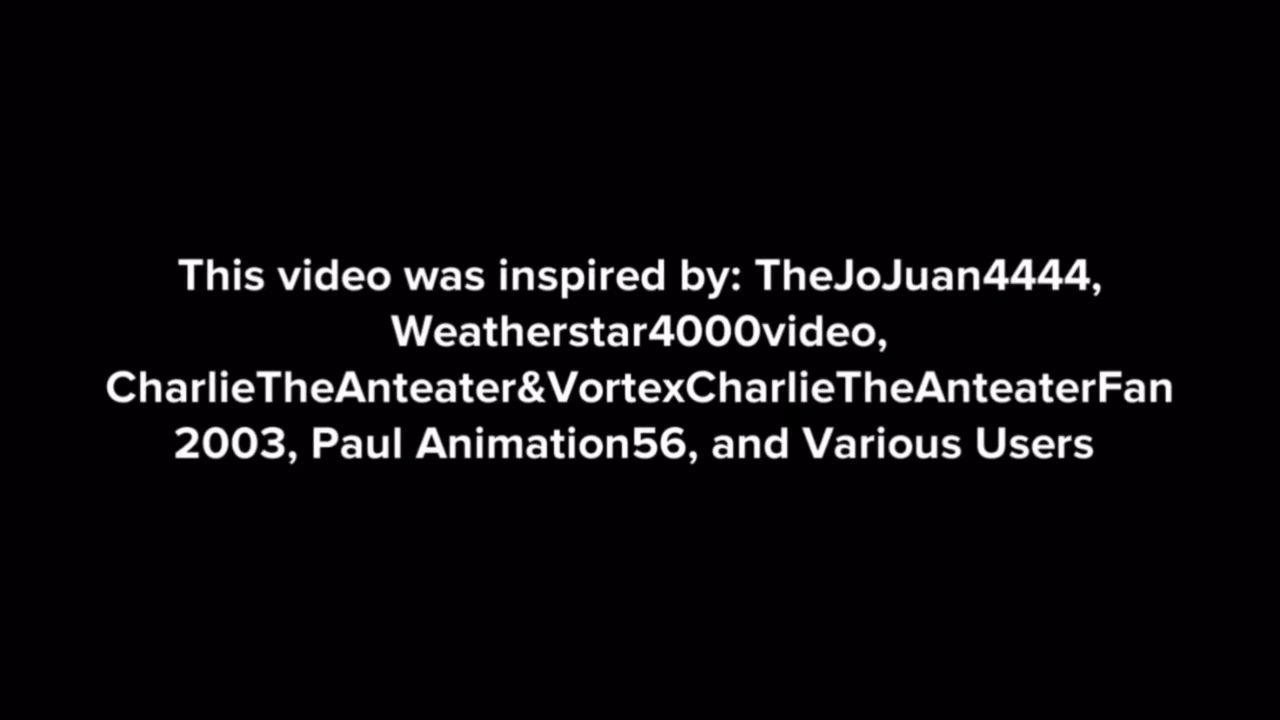 This video was inspired by: TheJoJuan4444,
Weatherstar4000video,
CharlieTheAnteater&VortexCharlieTheAnteaterFan
2003, Paul Animation56, and Various Users